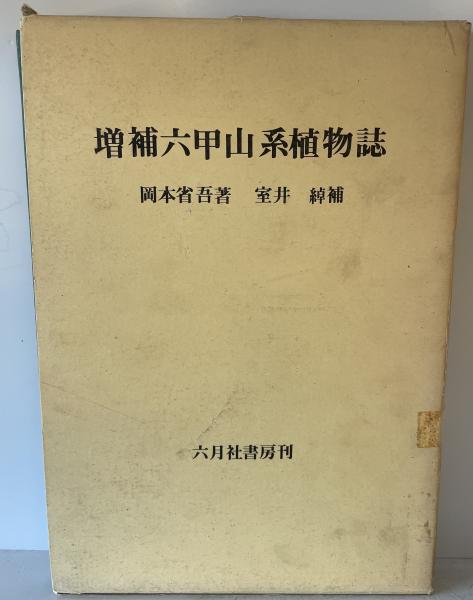 増補六甲山系植物誌
岡本省吾著　室井　綽補
六月社書房刊